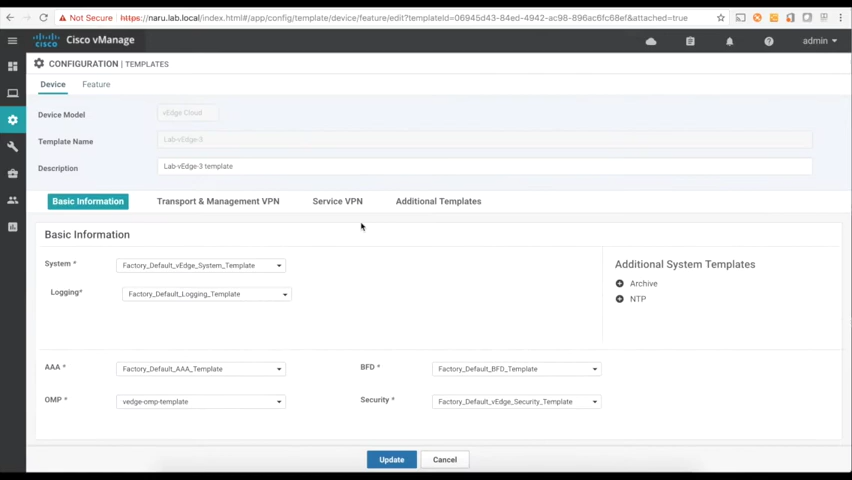 Not Secure https://naru.lab.local/index.html#/app/config/template/device/feature/edit?templateId=06945d43-84ed-4942-ac98-896ac6fc68ef&attached=true
cisco Cisco vManage admin
CONFIGURATION | TEMPLATES
Device Feature
Device Model vEdge Cloud
Template Name Lab-vEdge-3
Description Lab-vEdge-3 template
Basic Information Transport & Management VPN Service VPN Additional Templates
Basic Information
System * Factory_Default_vEdge_System_Template
Additional System Templates
Archive
Logging* Factory_Default_Logging_Template
NTP
AAA * Factory_Default_AAA_Template BFD * Factory_Default_BFD_Template
OMP * vedge-omp-template Security * Factory_Default_vEdge_Security_Template
Update Cancel